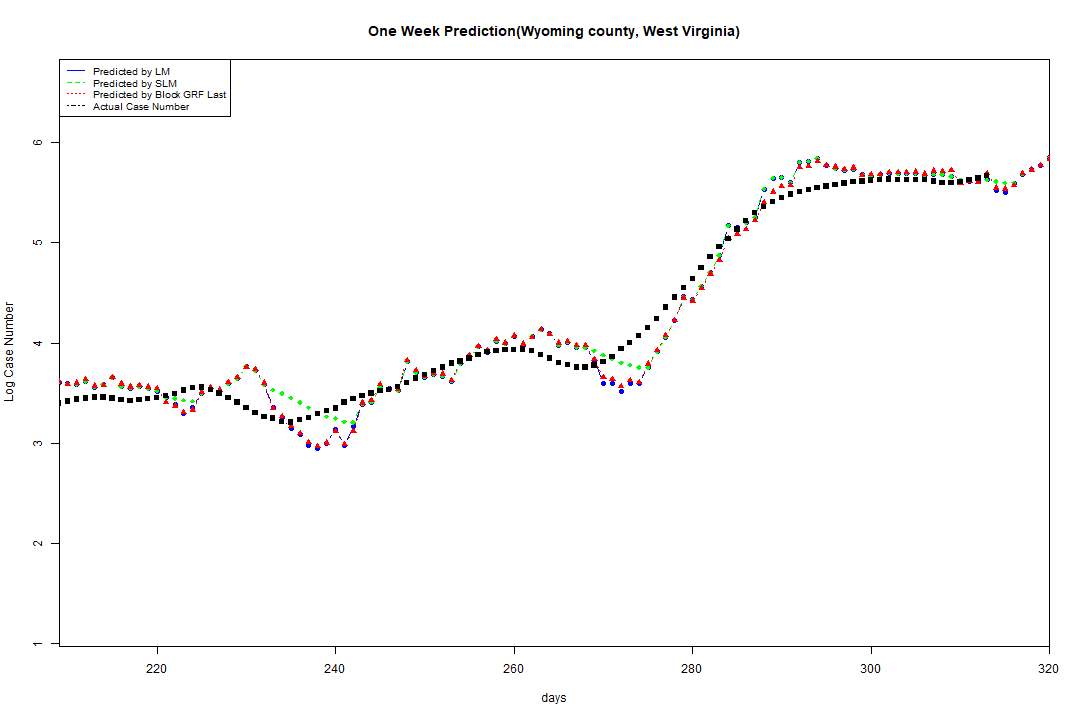 One Week Prediction(Wyoming county, West Virginia)
Predicted by LM
Predicted by SLM
Predicted by Block GRF Last
Actual Case Number
6
5
4
3
2
1
Log Case Number
220 240 260 280 300 320
days